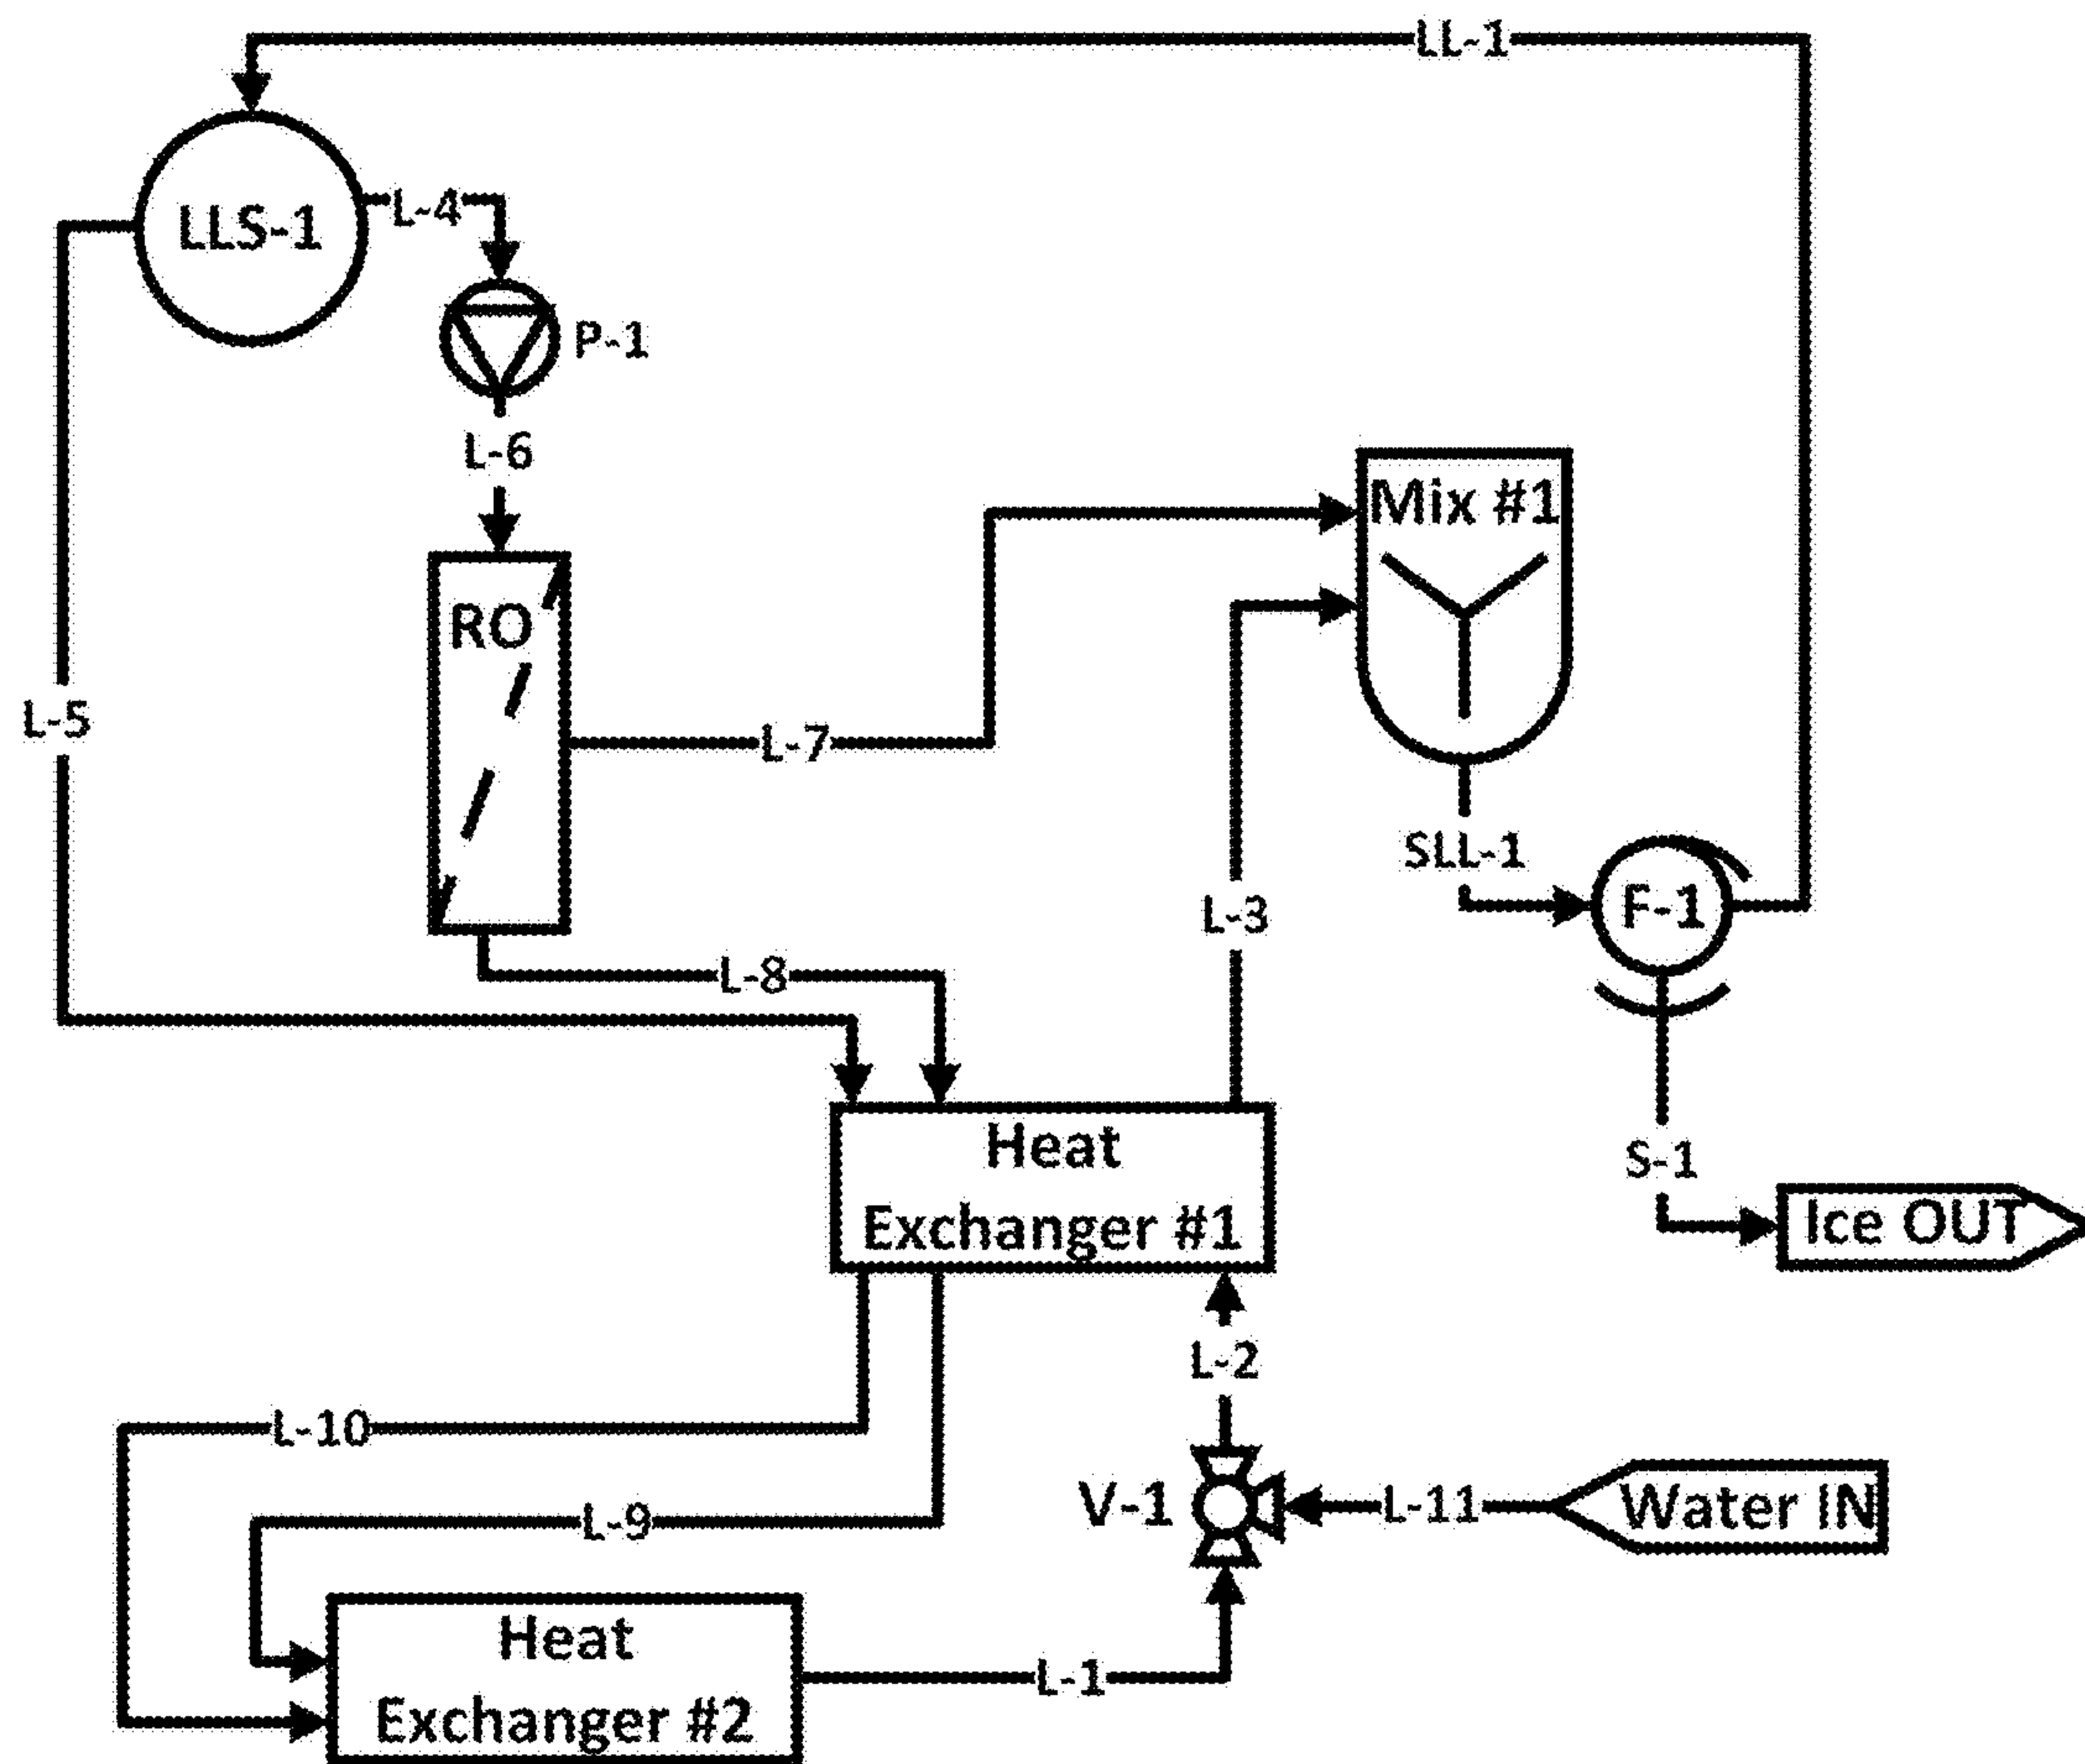 LL-1
LLS-1
L-4
P-1
L-6
Mix #1
RO
L-5
L-7
SLL-1
L-3
F-1
L-8
Heat
Exchanger #1
S-1
Ice OUT
L-2
L-10
L-9
V-1
L-11
Water IN
Heat
Exchanger #2
L-1